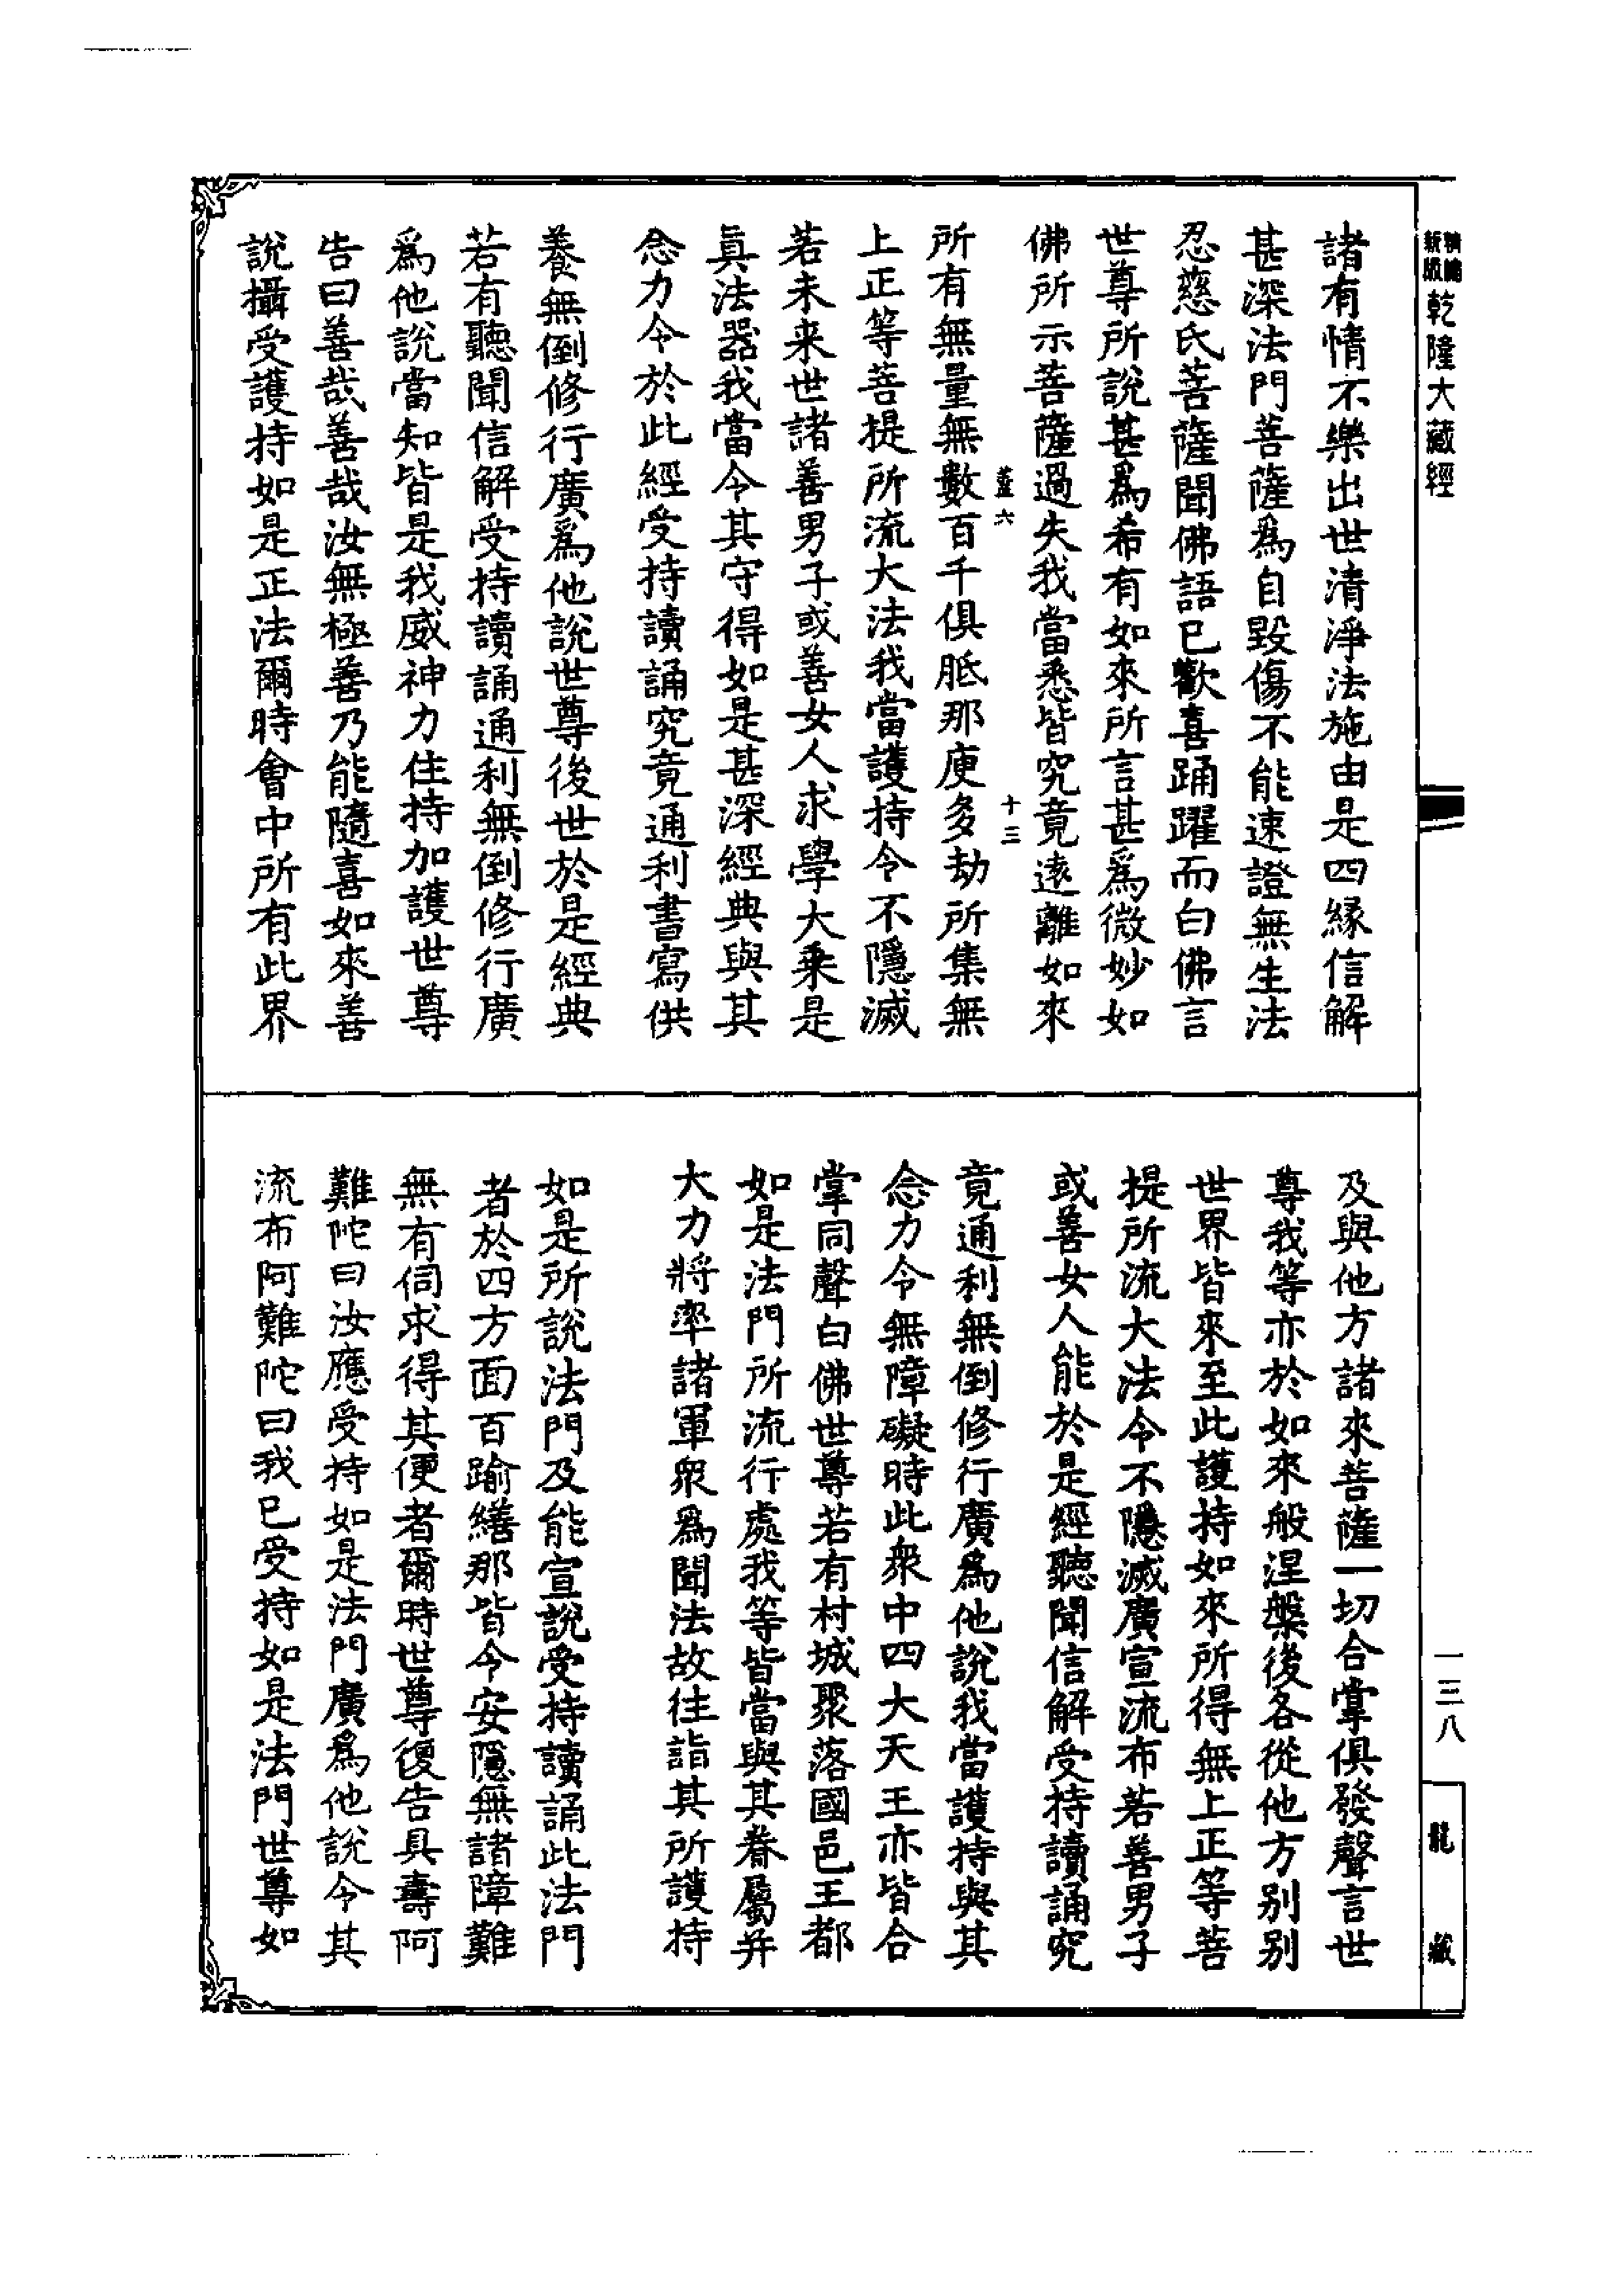 精編
新版
乾隆大藏經
諸有情不樂出世清淨法施由是四緣信解
甚深法門菩薩爲自毀傷不能速證無生法
忍慈氏菩薩聞佛語已歡喜踊躍而白佛言
世尊所說甚爲希有如來所言甚爲微妙如
佛所示菩薩過失我當悉皆究竟遠離如來
六
十三
所有無量無數百千俱胝那庾多劫所集無
上正等菩提所流大法我當護持令不隱滅
若未來世諸善男子或善女人求學大乘是
眞法器我當令其守得如是甚深經典與其
念力令於此經受持讀誦究竟通利書寫供
養無倒修行廣爲他說世尊後世於是經典
若有聽聞信解受持讀誦通利無倒修行廣
爲他說當知皆是我威神力住持加護世尊
告曰善哉善哉汝無極善乃能隨喜如來善
說攝受護持如是正法爾時會中所有此界
及與他方諸來菩薩一切合掌俱發聲言世
尊我等亦於如來般涅槃後各從他方別別
世界皆來至此護持如來所得無上正等菩
提所流大法令不隱滅廣宣流布若善男子
或善女人能於是經聽聞信解受持讀誦究
竟通利無倒修行廣爲他說我當護持與其
念力令無障礙時此衆中四大天王亦皆合
掌同聲白佛世尊若有村城聚落國邑王都
如是法門所流行處我等皆當與其眷屬并
大力將率諸軍衆爲聞法故往詣其所護持
如是所說法門及能宣說受持讀誦此法門
者於四方面百踰繕那皆令安隱無諸障難
無有伺求得其便者爾時世尊復告具壽阿
難陀曰汝應受持如是法門廣爲他說令其
流布阿難陀曰我已受持如是法門世尊如
一三八
龍藏